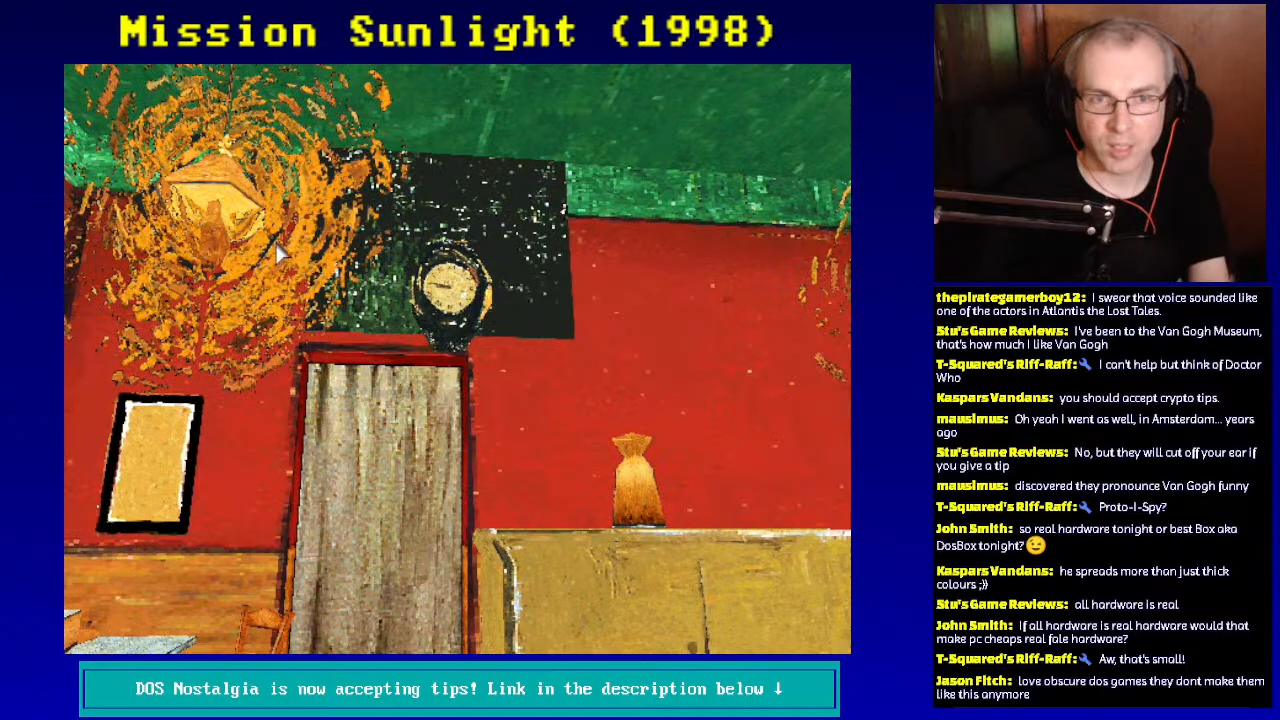 Mission Sunlight (1998)
thepirategamerboy12: I swear that voice sounded like
one of the actors in Atlantis the Lost Tales.
Stu's Game Reviews: I've been to the Van Gogh Museum,
that's how much I like Van Gogh
T-Squared's Riff-Raff: I can't help but think of Doctor
Who
Kaspars Vandans: you should accept crypto tips.
mausimus: Oh yeah I went as well, in Amsterdam... years
ago
Stu's Game Reviews: No, but they will cut off your ear if
you give a tip
mausimus: discovered they pronounce Van Gogh funny
T-Squared's Riff-Raff: Proto-I-Spy?
John Smith: so real hardware tonight or best Box aka
DosBox tonight?
Kaspars Vandans: he spreads more than just thick
colours ;))
Stu's Game Reviews: all hardware is real
John Smith: If all hardware is real hardware would that
make pc cheaps real fale hardware?
T-Squared's Riff-Raff: Aw, that's small!
Jason Fitch: love obscure dos games they dont make them
like this anymore
DOS Nostalgia is now accepting tips! Link in the description below ↓